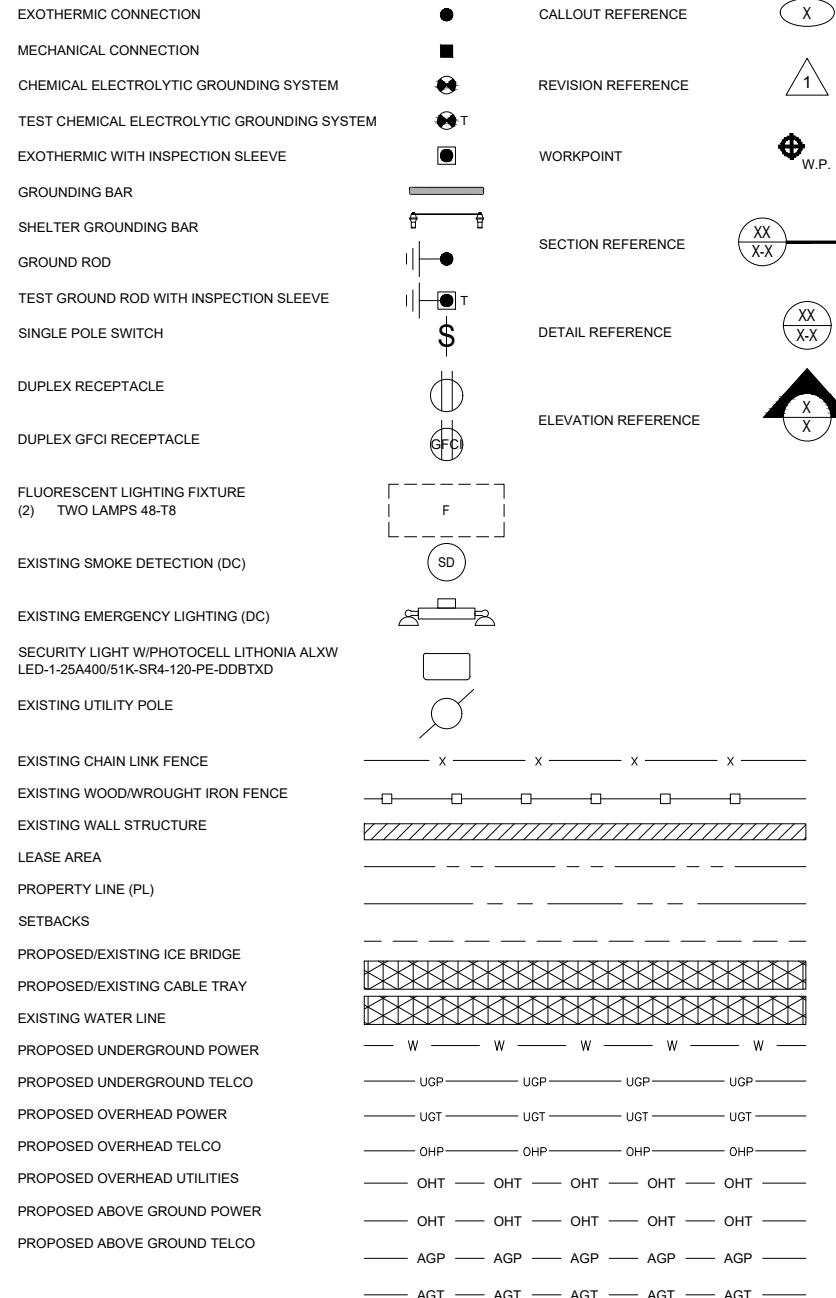 EXOTHERMIC CONNECTION
CALLOUT REFERENCE X
MECHANICAL CONNECTION
CHEMICAL ELECTROLYTIC GROUNDING SYSTEM
REVISION REFERENCE 1
TEST CHEMICAL ELECTROLYTIC GROUNDING SYSTEM T
EXOTHERMIC WITH INSPECTION SLEEVE
WORKPOINT W.P.
GROUNDING BAR
SHELTER GROUNDING BAR
SECTION REFERENCE XX
X-X
GROUND ROD
TEST GROUND ROD WITH INSPECTION SLEEVE T
SINGLE POLE SWITCH $
DETAIL REFERENCE XX
X-X
DUPLEX RECEPTACLE
ELEVATION REFERENCE X
X
DUPLEX GFCI RECEPTACLE GFCI
FLUORESCENT LIGHTING FIXTURE
(2) TWO LAMPS 48-T8 F
EXISTING SMOKE DETECTION (DC) SD
EXISTING EMERGENCY LIGHTING (DC)
SECURITY LIGHT W/PHOTOCELL LITHONIA ALXW
LED-1-25A400/51K-SR4-120-PE-DDBTXD
EXISTING UTILITY POLE
EXISTING CHAIN LINK FENCE X X X X
EXISTING WOOD/WROUGHT IRON FENCE
EXISTING WALL STRUCTURE
LEASE AREA
PROPERTY LINE (PL)
SETBACKS
PROPOSED/EXISTING ICE BRIDGE
PROPOSED/EXISTING CABLE TRAY
EXISTING WATER LINE
PROPOSED UNDERGROUND POWER W W W W W
PROPOSED UNDERGROUND TELCO UGP UGP UGP UGP
PROPOSED OVERHEAD POWER UGT UGT UGT UGT
PROPOSED OVERHEAD TELCO OHP OHP OHP OHP
PROPOSED OVERHEAD UTILITIES OHT OHT OHT OHT OHT
PROPOSED ABOVE GROUND POWER OHT OHT OHT OHT OHT
PROPOSED ABOVE GROUND TELCO AGP AGP AGP AGP AGP
AGT AGT AGT AGT AGT